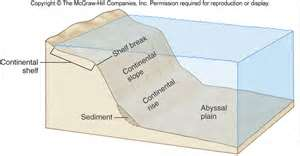 Copyright © The McGraw-Hill Companies, Inc. Permission required for reproduction or display.
Shelf break
Continental
shelf
Continental
slope
Continental
rise
Abyssal
plain
Sediment